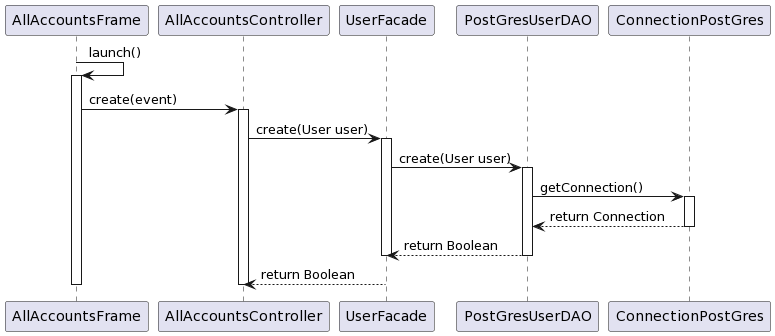 AllAccountsFrame AllAccountsController UserFacade PostGresUserDAO ConnectionPostGres
launch()
create(event)
create(User user)
create(User user)
getConnection()
return Connection
return Boolean
return Boolean
AllAccountsFrame AllAccountsController UserFacade PostGresUserDAO ConnectionPostGres